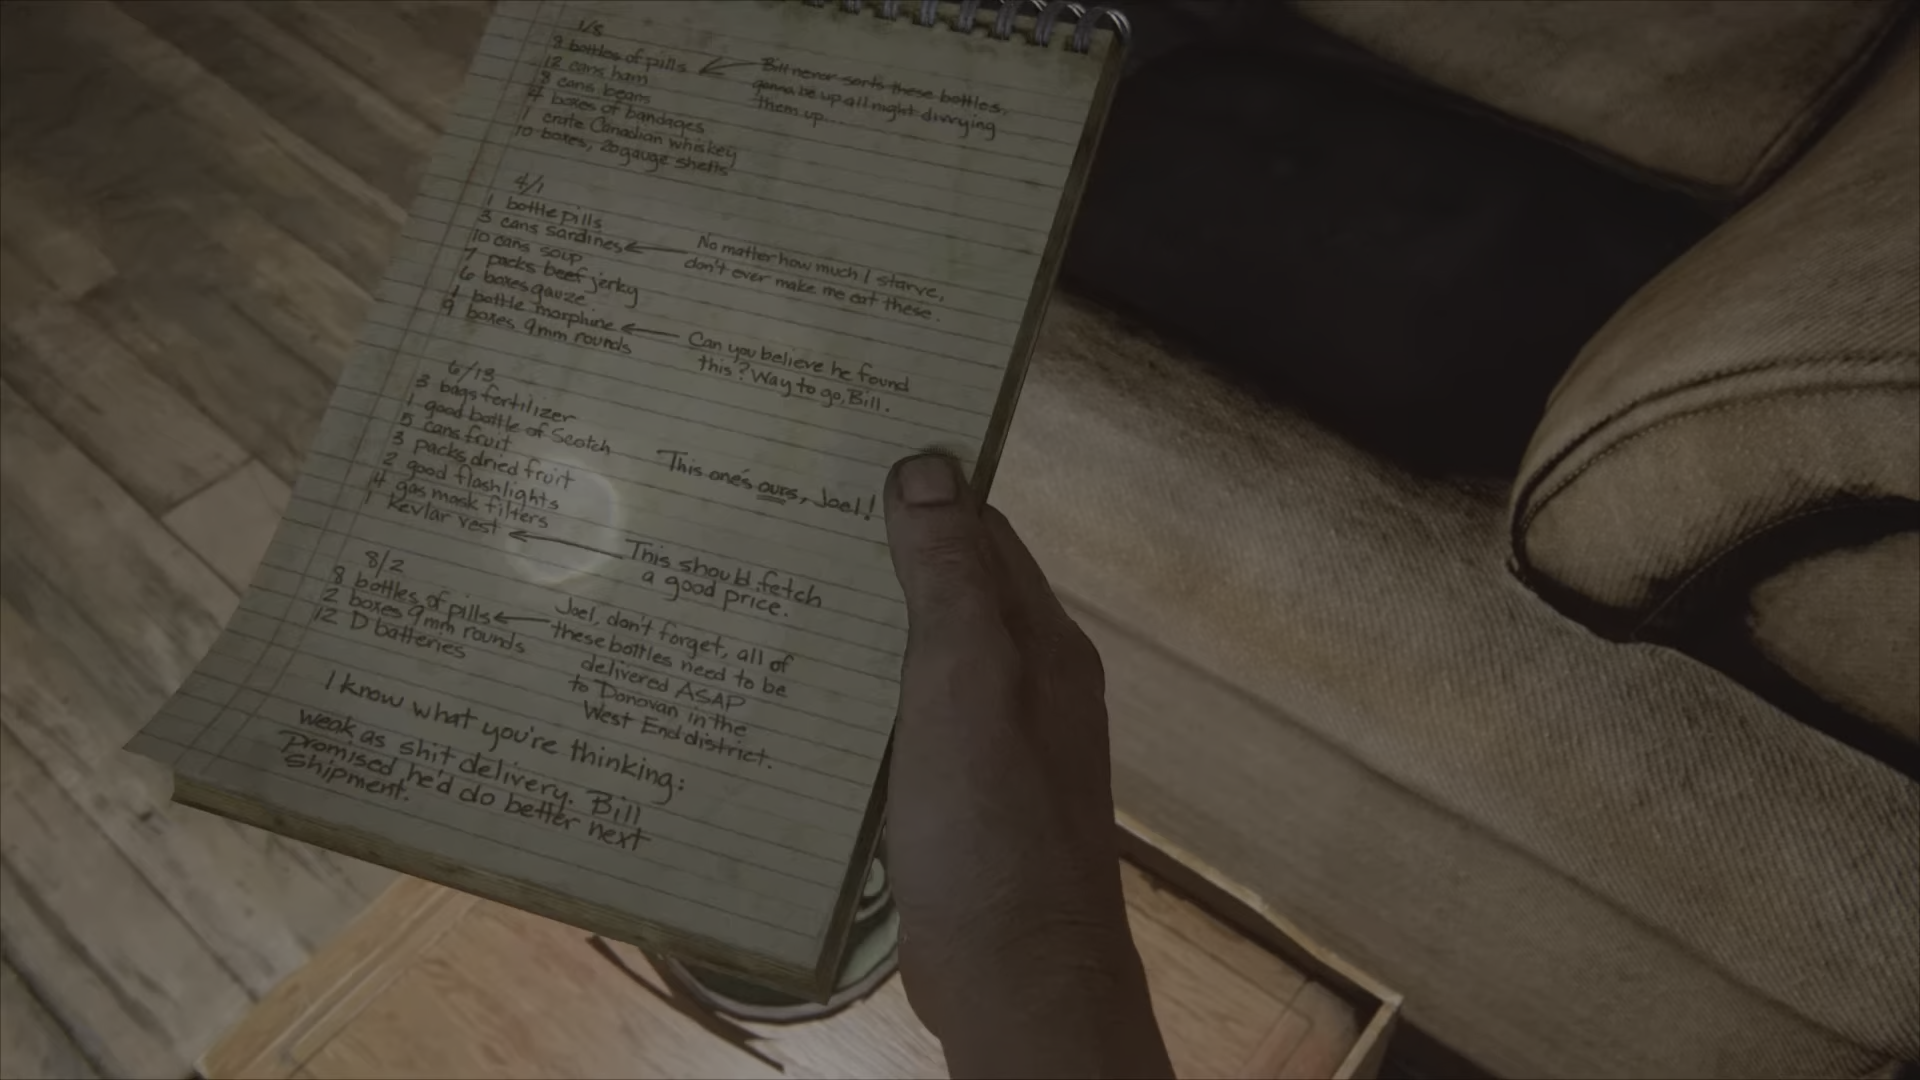 1/5
9 bottles of pills
12 cans ham
8 cans beans
4 boxes of bandages
1 crate Canadian whiskey
10 boxes, 20 gauge shells
Bill never sorts these bottles,
gonna be up all night divvying
them up...
4/1
1 bottle pills
3 cans sardines
10 cans soup
7 packs beef jerky
6 boxes gauze
1 bottle morphine
9 boxes 9mm rounds
No matter how much I starve,
don't ever make me eat these.
Can you believe he found
this? Way to go, Bill.
6/13
3 bags fertilizer
1 good bottle of Scotch
5 cans fruit
3 packs dried fruit
2 good flashlights
4 gas mask filters
1 Kevlar vest
This one's ours, Joel!
This should fetch
a good price.
8/2
8 bottles of pills
2 boxes 9mm rounds
12 D batteries
Joel, don't forget, all of
these bottles need to be
delivered ASAP
to Donovan in the
West End district.
I know what you're thinking:
weak as shit delivery. Bill
promised he'd do better next
shipment.